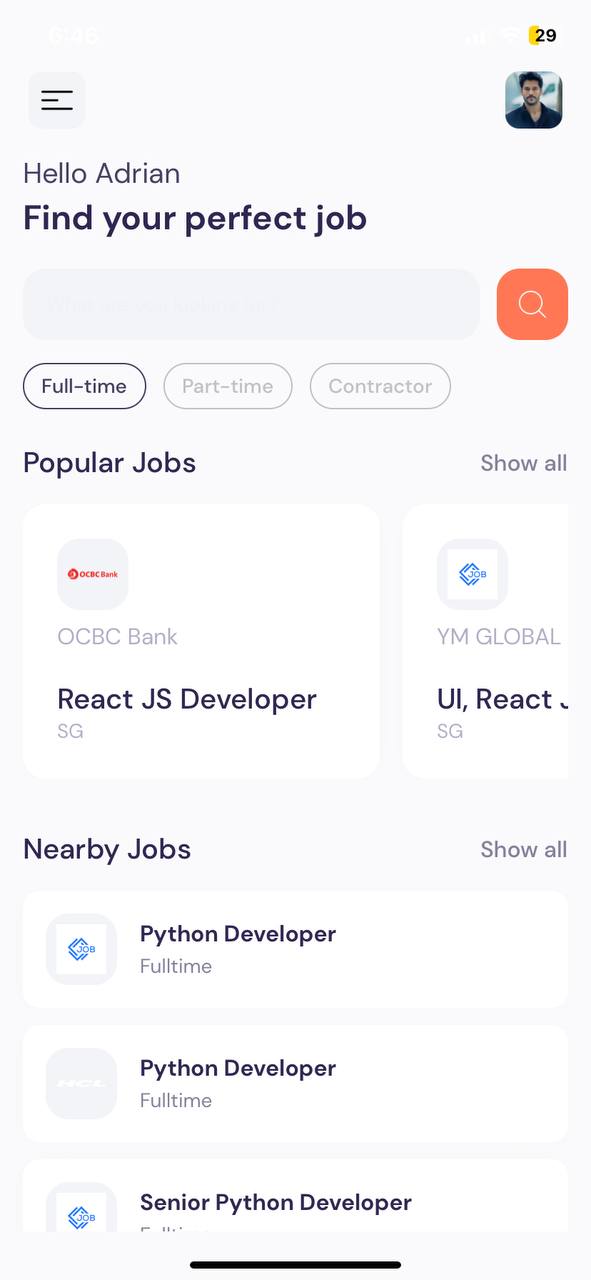 6:46
29
Hello Adrian
Find your perfect job
What are you looking for?
Full-time
Part-time
Contractor
Popular Jobs
Show all
OCBC Bank
JOB
OCBC Bank
YM GLOBAL
React JS Developer
UI, React J
SG
SG
Nearby Jobs
Show all
JOB
Python Developer
Fulltime
HCL
Python Developer
Fulltime
JOB
Senior Python Developer
Fulltime